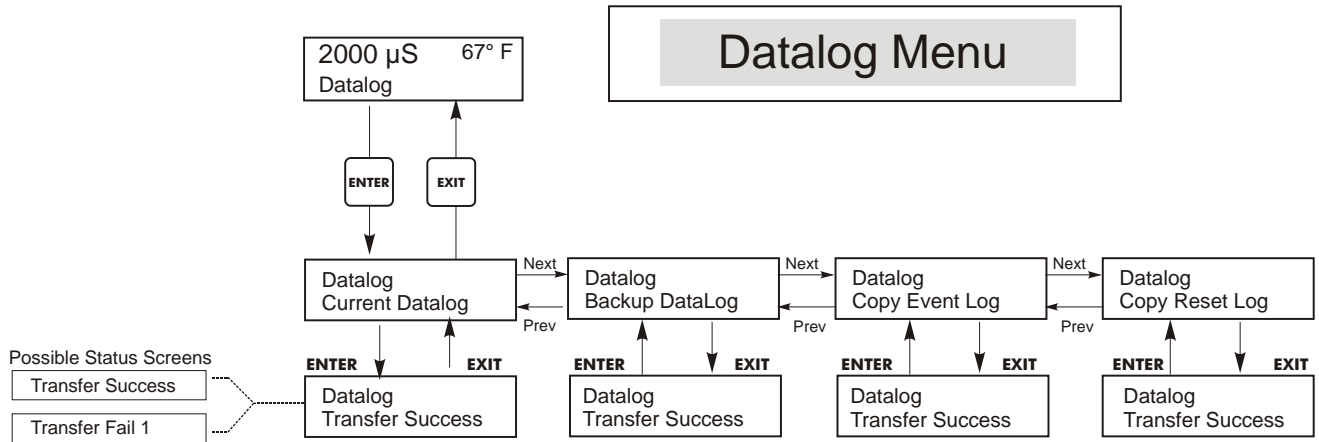 Datalog Menu
2000 µS 67° F
Datalog
ENTER
EXIT
Datalog
Current Datalog
Next
Prev
Datalog
Backup DataLog
Next
Prev
Datalog
Copy Event Log
Next
Prev
Datalog
Copy Reset Log
Possible Status Screens
Transfer Success
Transfer Fail 1
ENTER
EXIT
Datalog
Transfer Success
ENTER
EXIT
Datalog
Transfer Success
ENTER
EXIT
Datalog
Transfer Success
ENTER
EXIT
Datalog
Transfer Success